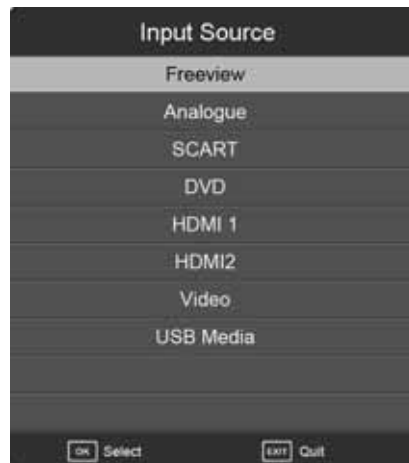 Input Source
Freeview
Analogue
SCART
DVD
HDMI 1
HDMI2
Video
USB Media
OK Select EXIT Quit